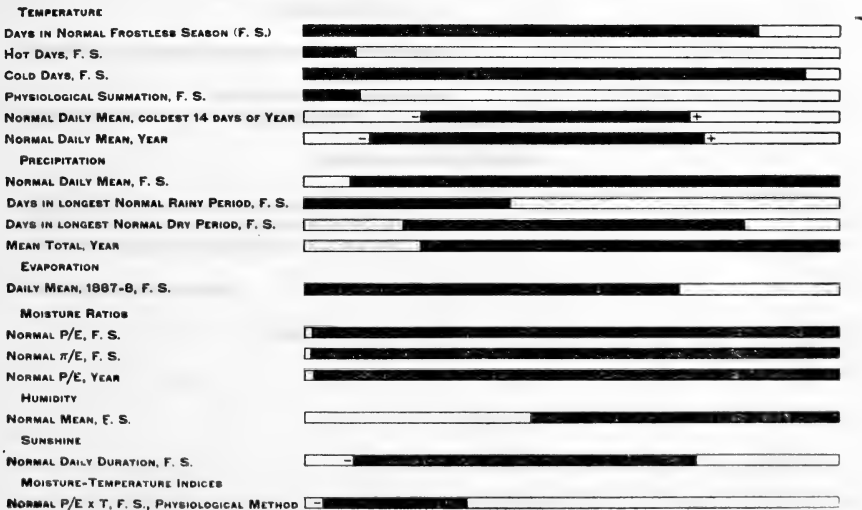 TEMPERATURE
DAYS IN NORMAL FROSTLESS SEASON (F. S.)
HOT DAYS, F. S.
COLD DAYS, F. S.
PHYSIOLOGICAL SUMMATION, F. S.
NORMAL DAILY MEAN, COLDEST 14 DAYS OF YEAR - +
NORMAL DAILY MEAN, YEAR - +
PRECIPITATION
NORMAL DAILY MEAN, F. S.
DAYS IN LONGEST NORMAL RAINY PERIOD, F. S.
DAYS IN LONGEST NORMAL DRY PERIOD, F. S.
MEAN TOTAL, YEAR
EVAPORATION
DAILY MEAN, 1887-8, F. S.
MOISTURE RATIOS
NORMAL P/E, F. S.
NORMAL π/E, F. S.
NORMAL P/E, YEAR
HUMIDITY
NORMAL MEAN, F. S.
SUNSHINE
NORMAL DAILY DURATION, F. S. -
MOISTURE-TEMPERATURE INDICES
NORMAL P/E x T, F. S., PHYSIOLOGICAL METHOD -